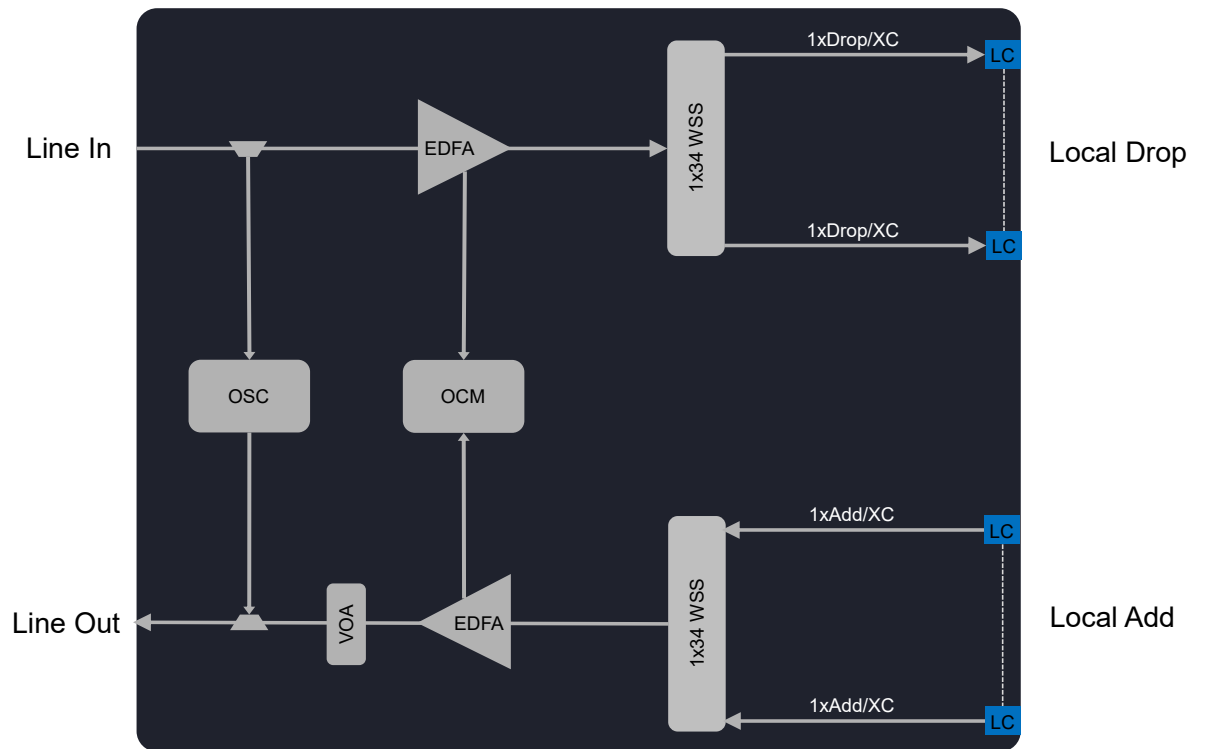 1xDrop/XC
LC
EDFA
1x34 WSS
Line In
Local Drop
1xDrop/XC
LC
OSC
OCM
1xAdd/XC
LC
Line Out
VOA
EDFA
1x34 WSS
Local Add
1xAdd/XC
LC